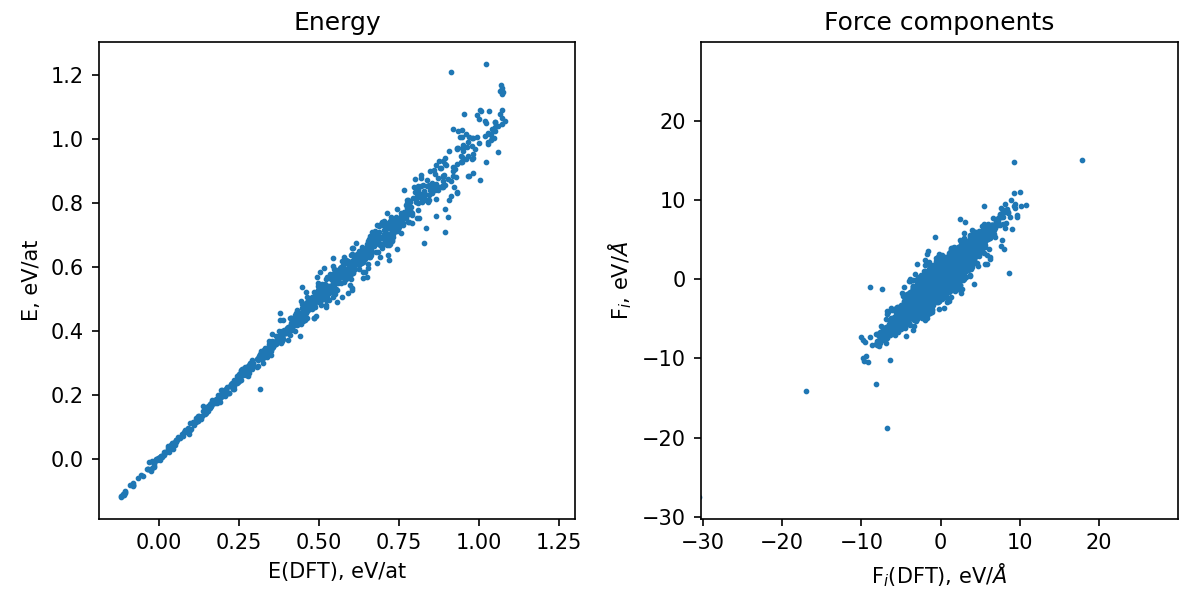 Energy
1.2
1.0
0.8
0.6
0.4
0.2
0.0
E, eV/at
0.00 0.25 0.50 0.75 1.00 1.25
E(DFT), eV/at
Force components
20
10
0
−10
−20
−30
Fᵢ, eV/Å
−30 −20 −10 0 10 20
Fᵢ(DFT), eV/Å